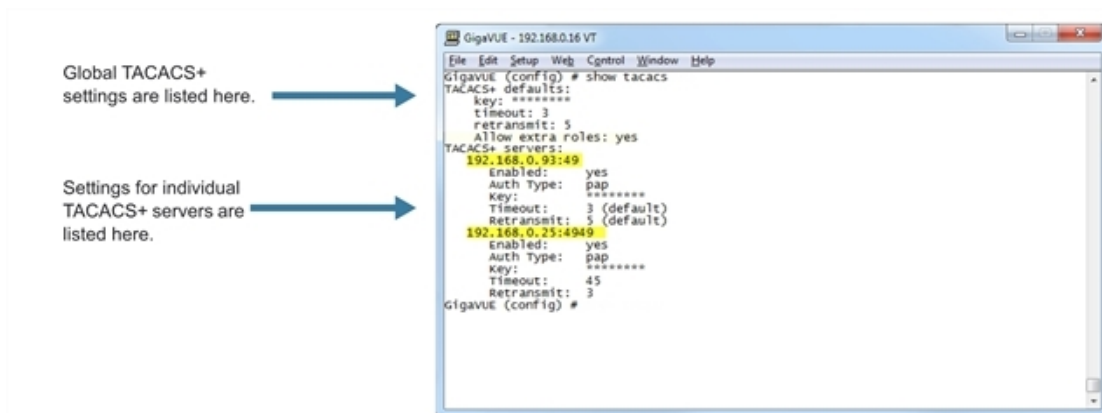 Global TACACS+
settings are listed here.
Settings for individual
TACACS+ servers are
listed here.
GigaVUE - 192.168.0.16 VT
File Edit Setup Web Control Window Help
GigaVUE (config) # show tacacs
TACACS+ defaults:
key: ********
timeout: 3
retransmit: 5
Allow extra roles: yes
TACACS+ servers:
192.168.0.93:49
Enabled: yes
Auth Type: pap
Key: ********
Timeout: 3 (default)
Retransmit: 5 (default)
192.168.0.25:4949
Enabled: yes
Auth Type: pap
Key: ********
Timeout: 45
Retransmit: 3
GigaVUE (config) #